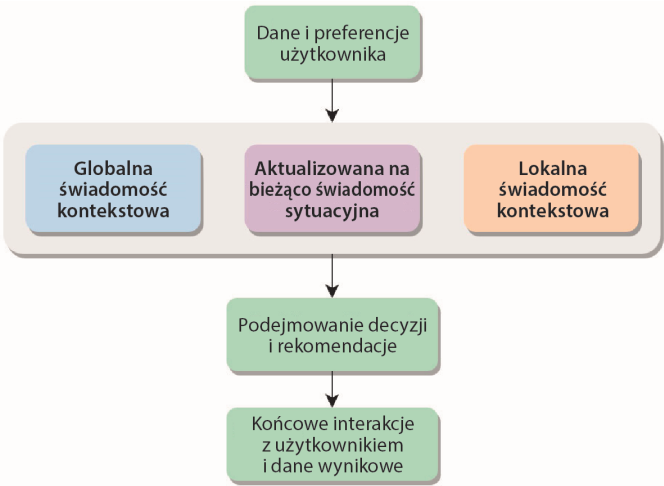 Dane i preferencje
użytkownika
Globalna
świadomość
kontekstowa
Aktualizowana na
bieżąco świadomość
sytuacyjna
Lokalna
świadomość
kontekstowa
Podejmowanie decyzji
i rekomendacje
Końcowe interakcje
z użytkownikiem
i dane wynikowe